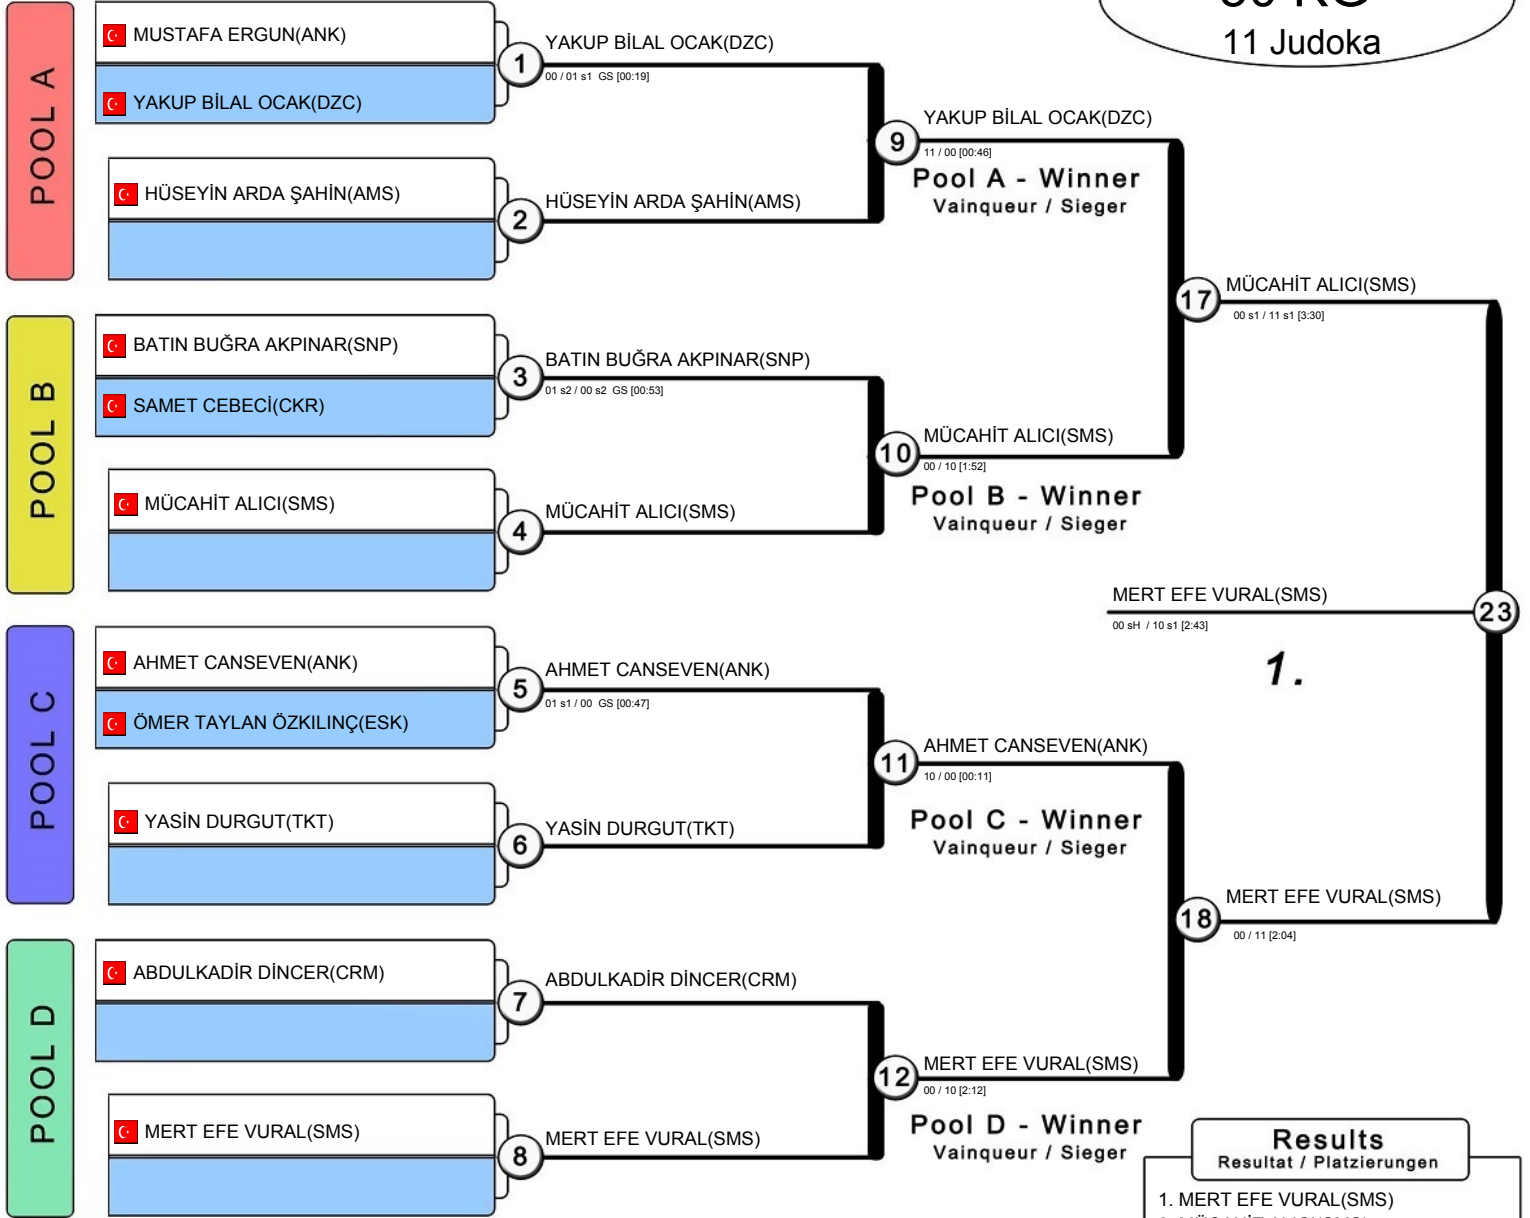 11 Judoka
POOL A
MUSTAFA ERGUN(ANK)
YAKUP BİLAL OCAK(DZC)
1
YAKUP BİLAL OCAK(DZC)
00 / 01 s1 GS [00:19]
HÜSEYİN ARDA ŞAHİN(AMS)
2
HÜSEYİN ARDA ŞAHİN(AMS)
9
YAKUP BİLAL OCAK(DZC)
11 / 00 [00:46]
Pool A - Winner
Vainqueur / Sieger
POOL B
BATIN BUĞRA AKPINAR(SNP)
SAMET CEBECİ(CKR)
3
BATIN BUĞRA AKPINAR(SNP)
01 s2 / 00 s2 GS [00:53]
MÜCAHİT ALICI(SMS)
4
MÜCAHİT ALICI(SMS)
10
MÜCAHİT ALICI(SMS)
00 / 10 [1:52]
Pool B - Winner
Vainqueur / Sieger
17
MÜCAHİT ALICI(SMS)
00 s1 / 11 s1 [3:30]
MERT EFE VURAL(SMS)
23
00 sH / 10 s1 [2:43]
1.
POOL C
AHMET CANSEVEN(ANK)
ÖMER TAYLAN ÖZKILINÇ(ESK)
5
AHMET CANSEVEN(ANK)
01 s1 / 00 GS [00:47]
YASİN DURGUT(TKT)
6
YASİN DURGUT(TKT)
11
AHMET CANSEVEN(ANK)
10 / 00 [00:11]
Pool C - Winner
Vainqueur / Sieger
18
MERT EFE VURAL(SMS)
00 / 11 [2:04]
POOL D
ABDULKADİR DİNCER(CRM)
7
ABDULKADİR DİNCER(CRM)
MERT EFE VURAL(SMS)
8
MERT EFE VURAL(SMS)
12
MERT EFE VURAL(SMS)
00 / 10 [2:12]
Pool D - Winner
Vainqueur / Sieger
Results
Resultat / Platzierungen
1. MERT EFE VURAL(SMS)